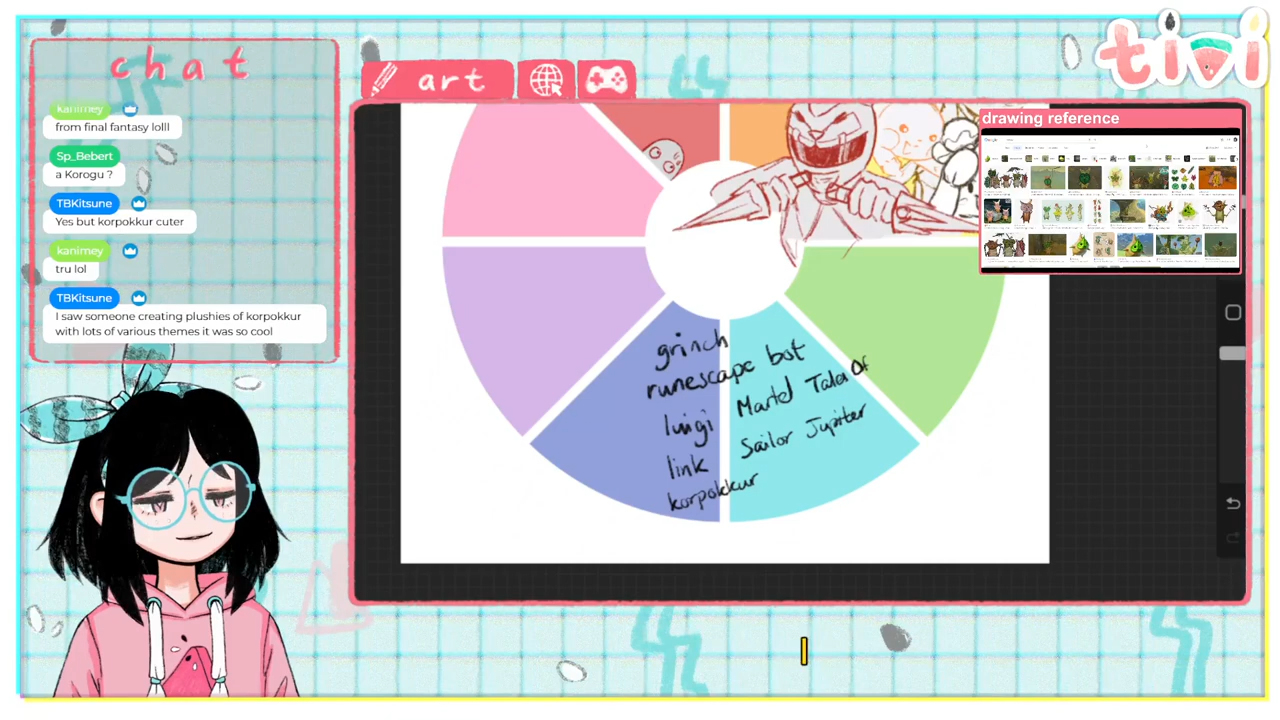 chat
kanimey
from final fantasy lolll
Sp_Bebert
a Korogu ?
TBKitsune
Yes but korpokkur cuter
kanimey
tru lol
TBKitsune
I saw someone creating plushies of korpokkur
with lots of various themes it was so cool
art
tivi
drawing reference
grinch
runescape bot
luigi
Martel Tales Of
link
Sailor Jupiter
korpokkur